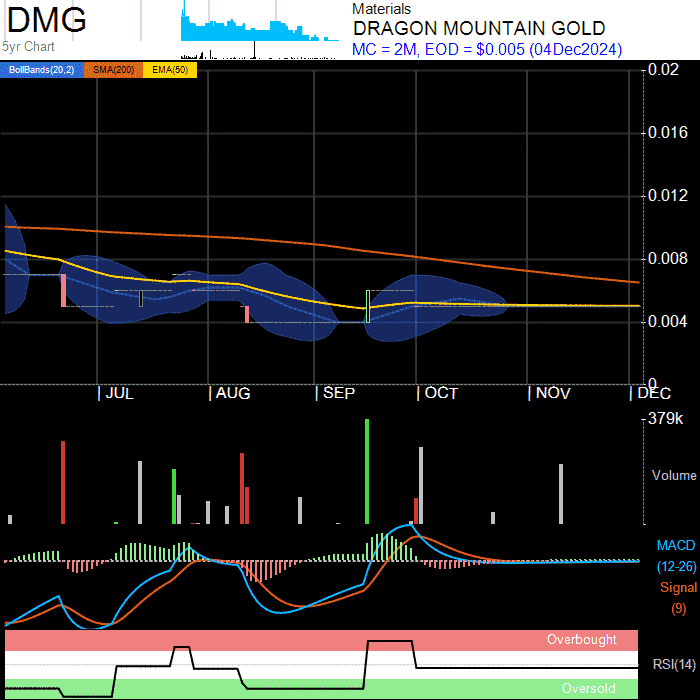 DMG
5yr Chart
Materials
DRAGON MOUNTAIN GOLD
MC = 2M, EOD = $0.005 (04Dec2024)
BollBands(20,2) SMA(200) EMA(50)
0.02
0.016
0.012
0.008
0.004
0
JUL AUG SEP OCT NOV DEC
379k
Volume
MACD
(12-26)
Signal
(9)
Overbought
RSI(14)
Oversold